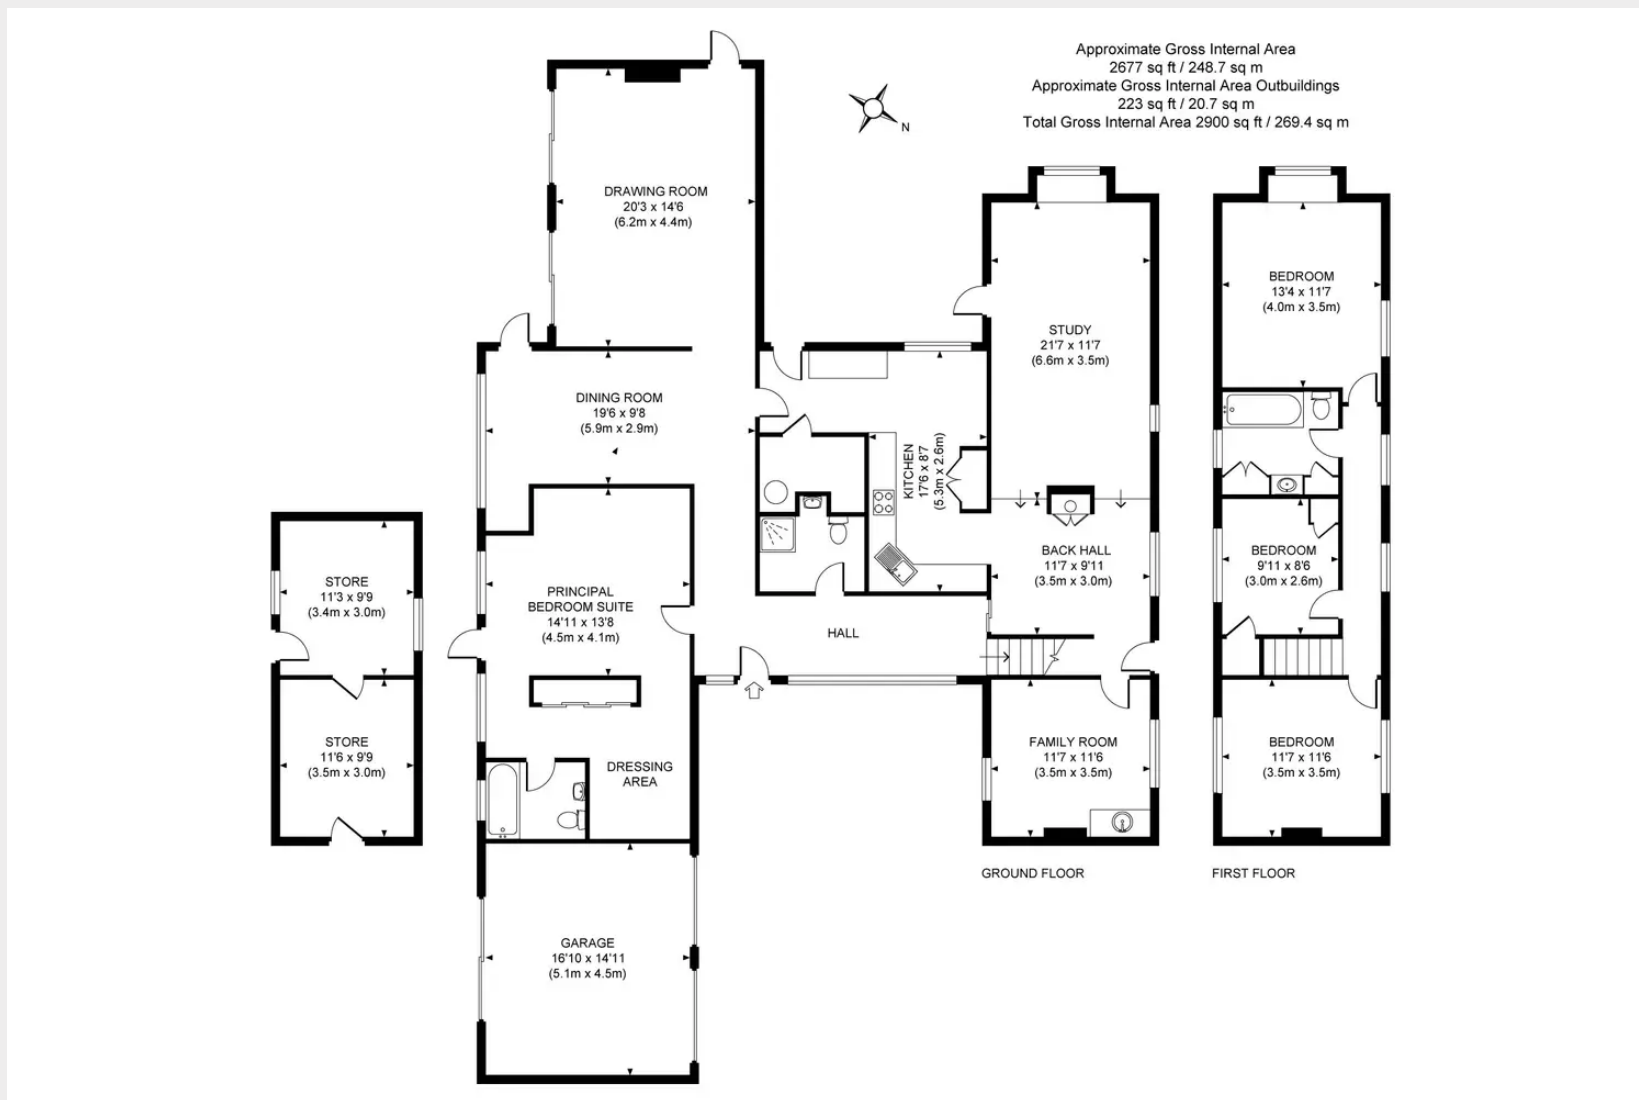 Approximate Gross Internal Area
2677 sq ft / 248.7 sq m
Approximate Gross Internal Area Outbuildings
223 sq ft / 20.7 sq m
Total Gross Internal Area 2900 sq ft / 269.4 sq m
N
DRAWING ROOM
20'3 x 14'6
(6.2m x 4.4m)
DINING ROOM
19'6 x 9'8
(5.9m x 2.9m)
KITCHEN
17'6 x 8'7
(5.3m x 2.6m)
STUDY
21'7 x 11'7
(6.6m x 3.5m)
BACK HALL
11'7 x 9'11
(3.5m x 3.0m)
HALL
PRINCIPAL
BEDROOM SUITE
14'11 x 13'8
(4.5m x 4.1m)
DRESSING
AREA
FAMILY ROOM
11'7 x 11'6
(3.5m x 3.5m)
GARAGE
16'10 x 14'11
(5.1m x 4.5m)
STORE
11'3 x 9'9
(3.4m x 3.0m)
STORE
11'6 x 9'9
(3.5m x 3.0m)
GROUND FLOOR
BEDROOM
13'4 x 11'7
(4.0m x 3.5m)
BEDROOM
9'11 x 8'6
(3.0m x 2.6m)
BEDROOM
11'7 x 11'6
(3.5m x 3.5m)
FIRST FLOOR